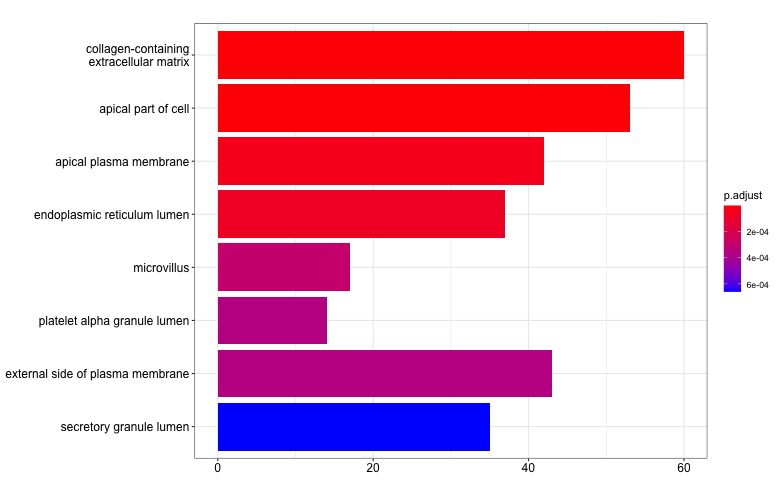 collagen-containing
extracellular matrix
apical part of cell
apical plasma membrane
endoplasmic reticulum lumen
microvillus
platelet alpha granule lumen
external side of plasma membrane
secretory granule lumen
0 20 40 60
p.adjust
2e-04
4e-04
6e-04